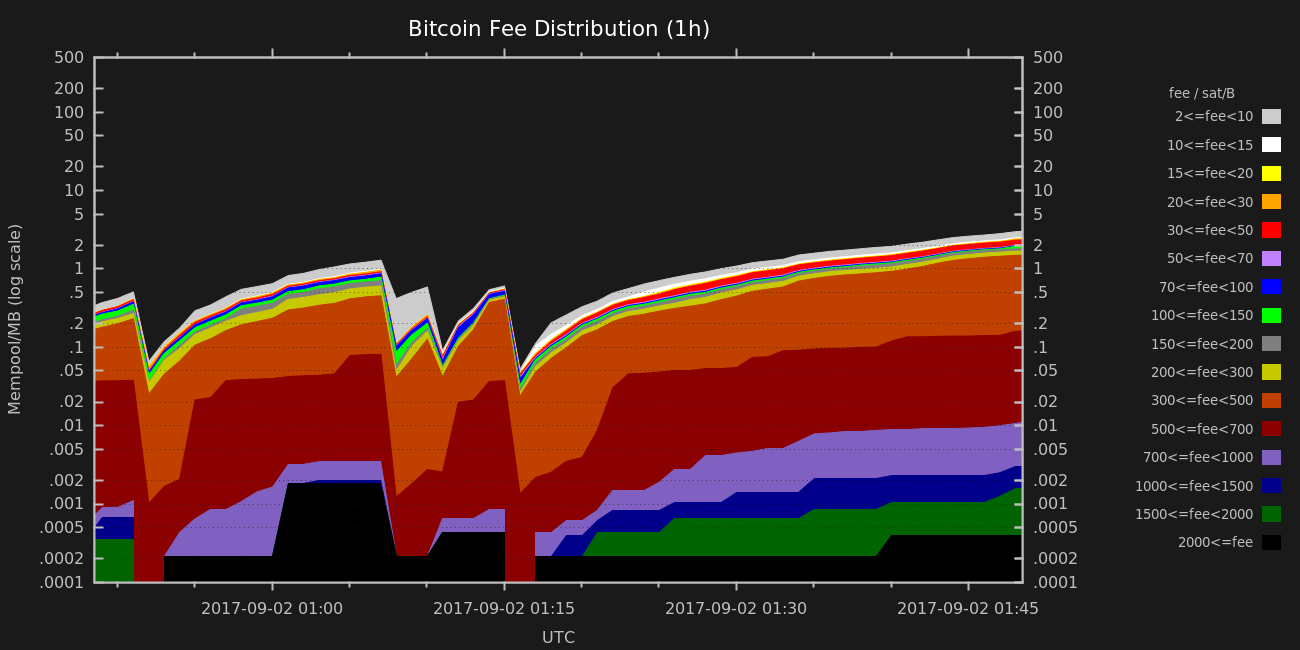 Bitcoin Fee Distribution (1h)
Mempool/MB (log scale)
500
200
100
50
20
10
5
2
1
.5
.2
.1
.05
.02
.01
.005
.002
.001
.0005
.0002
.0001
500
200
100
50
20
10
5
2
1
.5
.2
.1
.05
.02
.01
.005
.002
.001
.0005
.0002
.0001
2017-09-02 01:00
2017-09-02 01:15
2017-09-02 01:30
2017-09-02 01:45
UTC
fee / sat/B
2<=fee<10
10<=fee<15
15<=fee<20
20<=fee<30
30<=fee<50
50<=fee<70
70<=fee<100
100<=fee<150
150<=fee<200
200<=fee<300
300<=fee<500
500<=fee<700
700<=fee<1000
1000<=fee<1500
1500<=fee<2000
2000<=fee